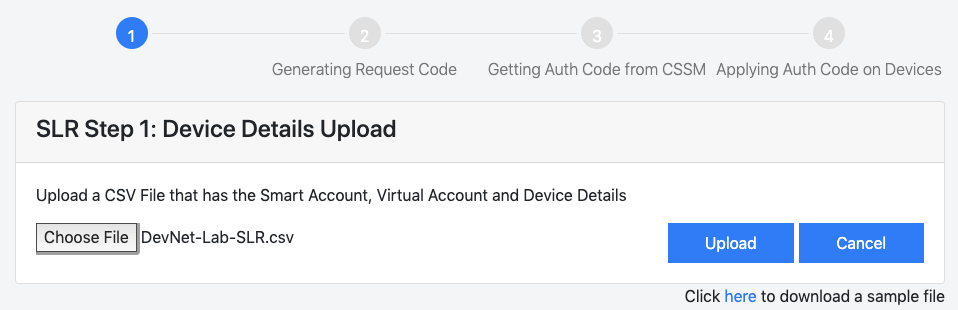 1 2 3 4
Generating Request Code Getting Auth Code from CSSM Applying Auth Code on Devices
SLR Step 1: Device Details Upload
Upload a CSV File that has the Smart Account, Virtual Account and Device Details
Choose File DevNet-Lab-SLR.csv Upload Cancel
Click here to download a sample file